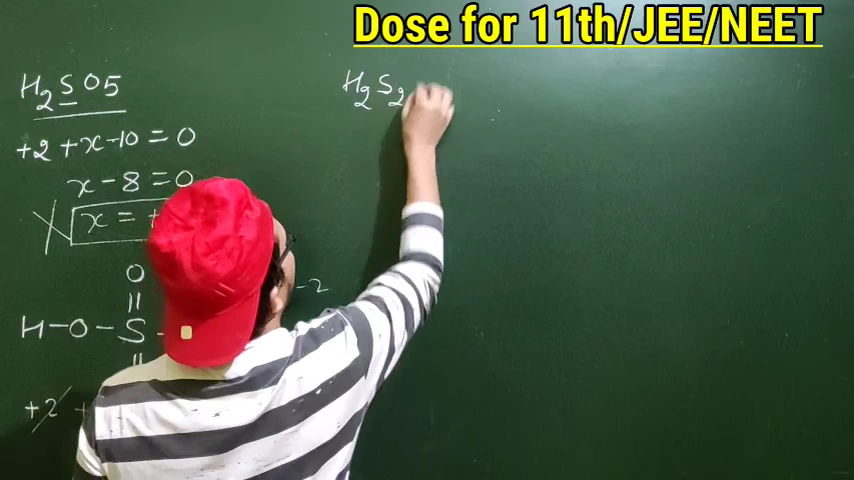 Dose for 11th/JEE/NEET
H2SO5
+2 + x - 10 = 0
x - 8 = 0
x = +
O
-2
H-O-S-
+2 +
H2S2